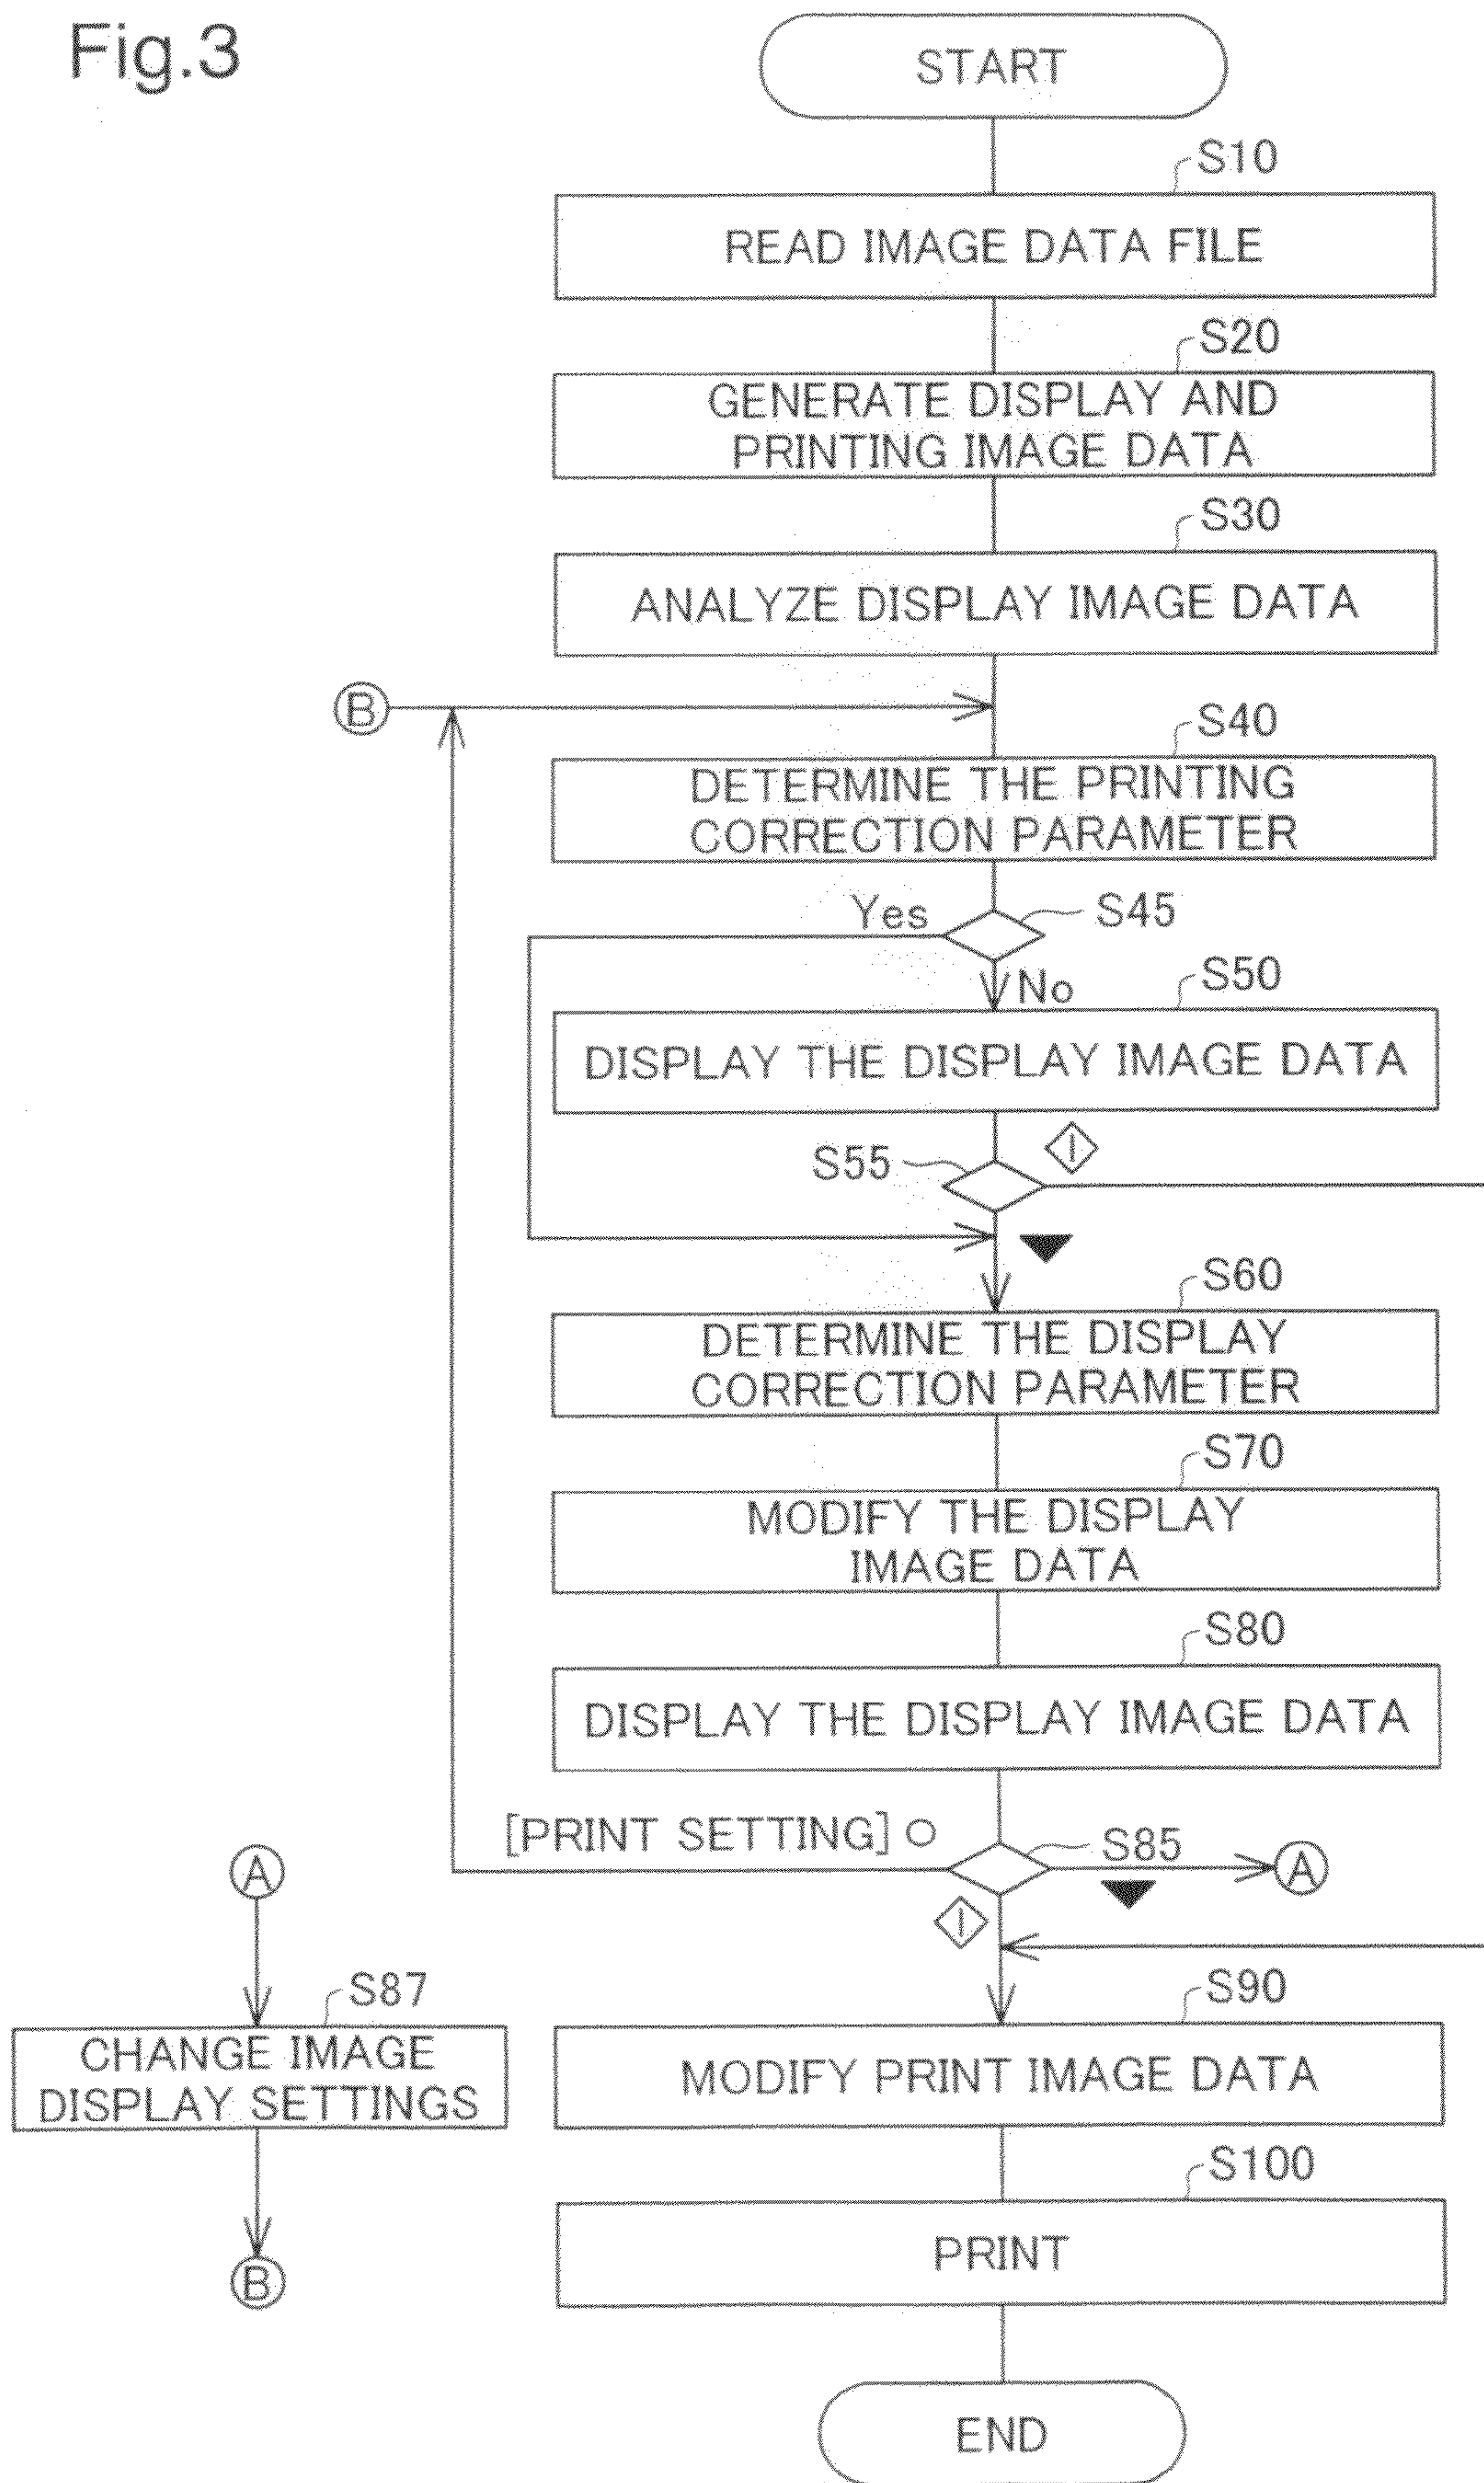 Fig.3
START
S10
READ IMAGE DATA FILE
S20
GENERATE DISPLAY AND
PRINTING IMAGE DATA
S30
ANALYZE DISPLAY IMAGE DATA
B
S40
DETERMINE THE PRINTING
CORRECTION PARAMETER
Yes
S45
No
S50
DISPLAY THE DISPLAY IMAGE DATA
S55
S60
DETERMINE THE DISPLAY
CORRECTION PARAMETER
S70
MODIFY THE DISPLAY
IMAGE DATA
S80
DISPLAY THE DISPLAY IMAGE DATA
[PRINT SETTING]
S85
A
A
S87
CHANGE IMAGE
DISPLAY SETTINGS
B
S90
MODIFY PRINT IMAGE DATA
S100
PRINT
END